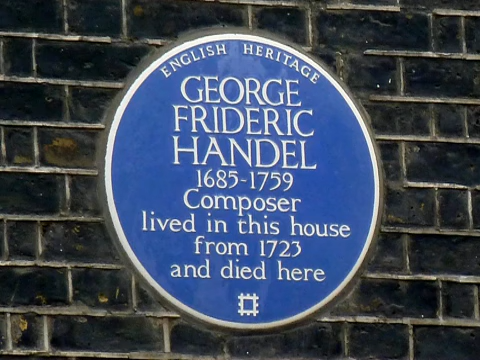 ENGLISH HERITAGE
GEORGE
FRIDERIC
HANDEL
1685-1759
Composer
lived in this house
from 1723
and died here